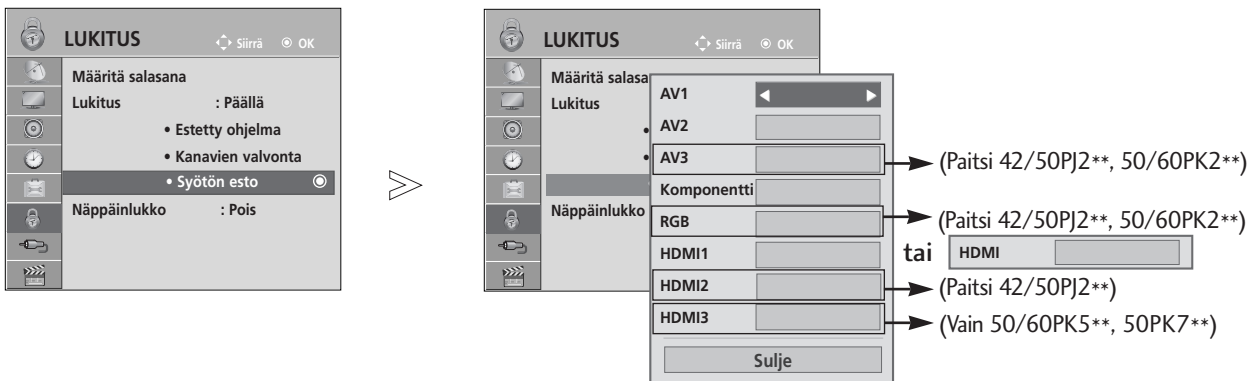 LUKITUS Siirrä OK
Määritä salasana
Lukitus : Päällä
• Estetty ohjelma
• Kanavien valvonta
• Syötön esto
Näppäinlukko : Pois
LUKITUS Siirrä OK
Määritä salasa
Lukitus
•
•
Näppäinlukko
AV1
AV2
AV3
Komponentti
RGB
HDMI1
HDMI2
HDMI3
Sulje
(Paitsi 42/50PJ2**, 50/60PK2**)
(Paitsi 42/50PJ2**, 50/60PK2**)
tai HDMI
(Paitsi 42/50PJ2**)
(Vain 50/60PK5**, 50PK7**)